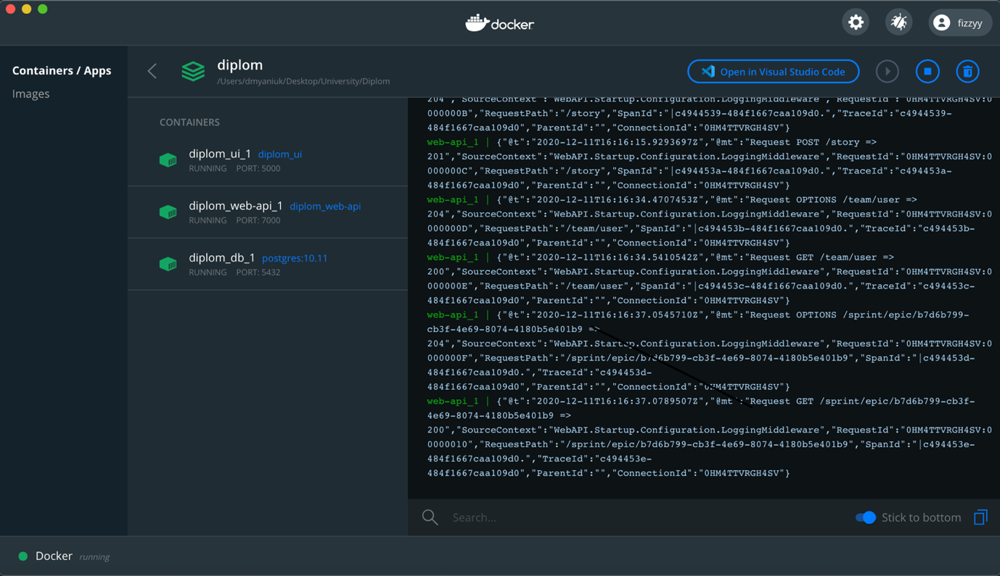 docker
fizzyy
Containers / Apps
Images
diplom
/Users/dmyaniuk/Desktop/University/Diplom
Open in Visual Studio Code
CONTAINERS
diplom_ui_1 diplom_ui
RUNNING PORT: 5000
diplom_web-api_1 diplom_web-api
RUNNING PORT: 7000
diplom_db_1 postgres:10.11
RUNNING PORT: 5432
204","SourceContext":"WebAPI.Startup.Configuration.LoggingMiddleware","RequestId":"0HM4TTVRGH4SV:0
000000B","RequestPath":"/story","SpanId":"|c4944539-484f1667caa109d0.","TraceId":"c4944539-
484f1667caa109d0","ParentId":"","ConnectionId":"0HM4TTVRGH4SV"}
web-api_1 | {"@t":"2020-12-11T16:16:15.9293697Z","@mt":"Request POST /story =>
201","SourceContext":"WebAPI.Startup.Configuration.LoggingMiddleware","RequestId":"0HM4TTVRGH4SV:0
000000C","RequestPath":"/story","SpanId":"|c494453a-484f1667caa109d0.","TraceId":"c494453a-
484f1667caa109d0","ParentId":"","ConnectionId":"0HM4TTVRGH4SV"}
web-api_1 | {"@t":"2020-12-11T16:16:34.4707453Z","@mt":"Request OPTIONS /team/user =>
204","SourceContext":"WebAPI.Startup.Configuration.LoggingMiddleware","RequestId":"0HM4TTVRGH4SV:0
000000D","RequestPath":"/team/user","SpanId":"|c494453b-484f1667caa109d0.","TraceId":"c494453b-
484f1667caa109d0","ParentId":"","ConnectionId":"0HM4TTVRGH4SV"}
web-api_1 | {"@t":"2020-12-11T16:16:34.5410542Z","@mt":"Request GET /team/user =>
200","SourceContext":"WebAPI.Startup.Configuration.LoggingMiddleware","RequestId":"0HM4TTVRGH4SV:0
000000E","RequestPath":"/team/user","SpanId":"|c494453c-484f1667caa109d0.","TraceId":"c494453c-
484f1667caa109d0","ParentId":"","ConnectionId":"0HM4TTVRGH4SV"}
web-api_1 | {"@t":"2020-12-11T16:16:37.0545710Z","@mt":"Request OPTIONS /sprint/epic/b7d6b799-
cb3f-4e69-8074-4180b5e401b9 =>
204","SourceContext":"WebAPI.Startup.Configuration.LoggingMiddleware","RequestId":"0HM4TTVRGH4SV:0
000000F","RequestPath":"/sprint/epic/b7d6b799-cb3f-4e69-8074-4180b5e401b9","SpanId":"|c494453d-
484f1667caa109d0.","TraceId":"c494453d-
484f1667caa109d0","ParentId":"","ConnectionId":"0HM4TTVRGH4SV"}
web-api_1 | {"@t":"2020-12-11T16:16:37.0789507Z","@mt":"Request GET /sprint/epic/b7d6b799-cb3f-
4e69-8074-4180b5e401b9 =>
200","SourceContext":"WebAPI.Startup.Configuration.LoggingMiddleware","RequestId":"0HM4TTVRGH4SV:0
0000010","RequestPath":"/sprint/epic/b7d6b799-cb3f-4e69-8074-4180b5e401b9","SpanId":"|c494453e-
484f1667caa109d0.","TraceId":"c494453e-
484f1667caa109d0","ParentId":"","ConnectionId":"0HM4TTVRGH4SV"}
Search...
Stick to bottom
Docker running